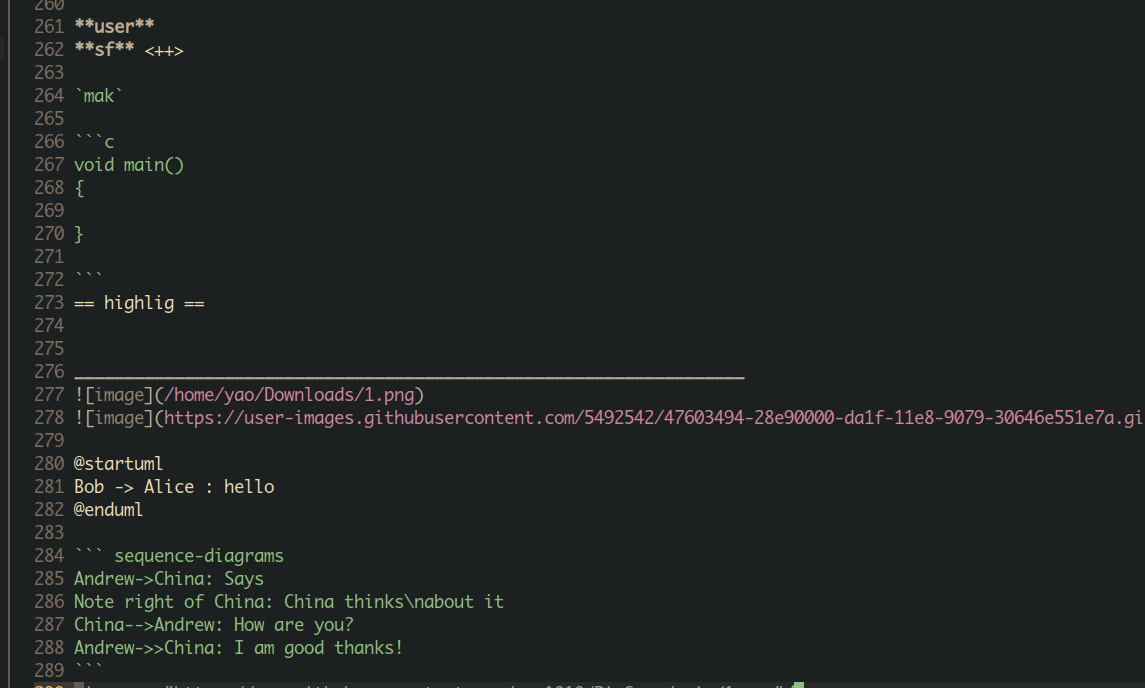 260
261 **user**
262 **sf** <++>
263
264 `mak`
265
266 ```c
267 void main()
268 {
269
270 }
271
272 ```
273 == highlig ==
274
275
276 ___________________________________________________________________
277 ![image](/home/yao/Downloads/1.png)
278 ![image](https://user-images.githubusercontent.com/5492542/47603494-28e90000-da1f-11e8-9079-30646e551e7a.gi
279
280 @startuml
281 Bob -> Alice : hello
282 @enduml
283
284 ``` sequence-diagrams
285 Andrew->China: Says
286 Note right of China: China thinks\nabout it
287 China-->Andrew: How are you?
288 Andrew->>China: I am good thanks!
289 ```